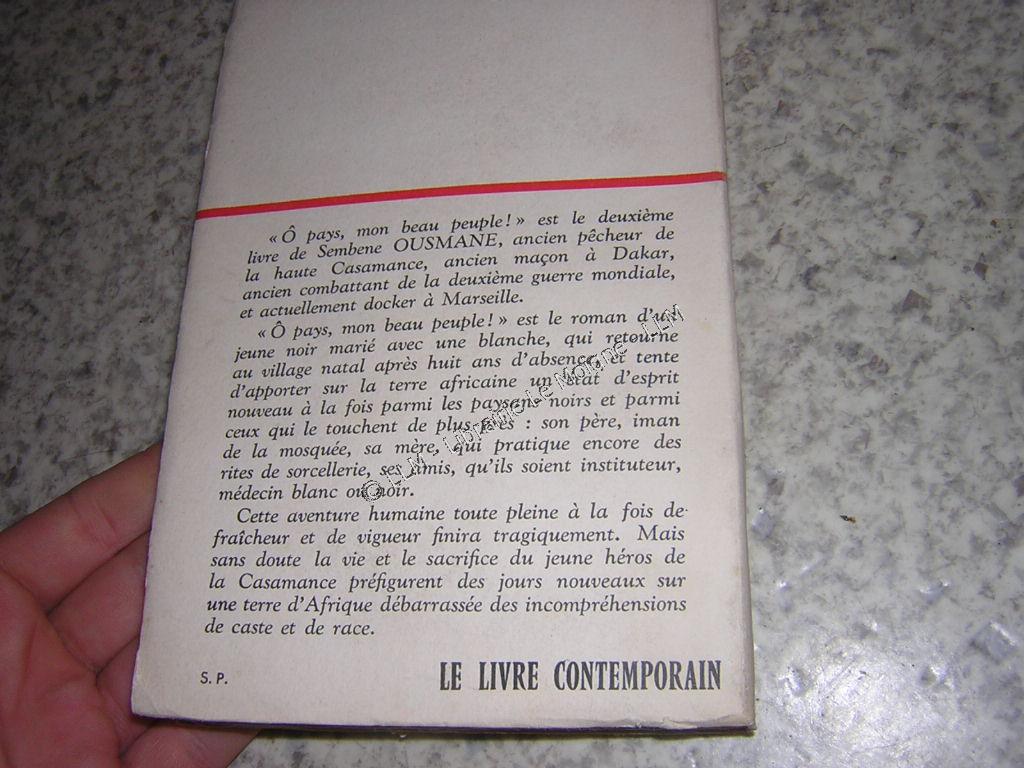 « Ô pays, mon beau peuple! » est le deuxième
livre de Sembene OUSMANE, ancien pêcheur de
la haute Casamance, ancien maçon à Dakar,
ancien combattant de la deuxième guerre mondiale,
et actuellement docker à Marseille.
« Ô pays, mon beau peuple! » est le roman d'un
jeune noir marié avec une blanche, qui retourne
au village natal après huit ans d'absence, et tente
d'apporter sur la terre africaine un état d'esprit
nouveau à la fois parmi les paysans noirs et parmi
ceux qui le touchent de plus près : son père, iman
de la mosquée, sa mère, qui pratique encore des
rites de sorcellerie, ses amis, qu'ils soient instituteur,
médecin blanc ou noir.
Cette aventure humaine toute pleine à la fois de
fraîcheur et de vigueur finira tragiquement. Mais
sans doute la vie et le sacrifice du jeune héros de
la Casamance préfigurent des jours nouveaux sur
une terre d'Afrique débarrassée des incompréhensions
de caste et de race.
S. P.
LE LIVRE CONTEMPORAIN
© LLM - Librairie Le Moiane - LLM